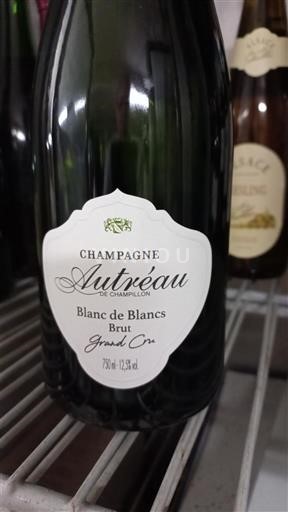 CHAMPAGNE
Autréau
DE CHAMPILLON
Blanc de Blancs
Brut
Grand Cru
750 ml - 12,5% vol.
ALSACE